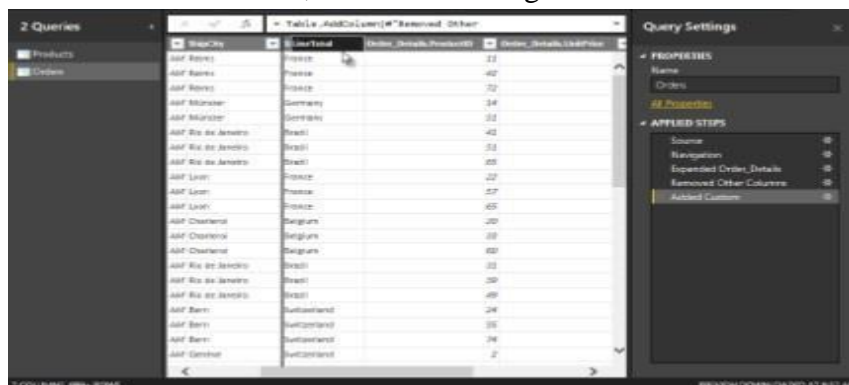 2 Queries
Products
Orders
= Table.AddColumn(#"Removed Other
ShipCity LineTotal Order_Details.ProductID Order_Details.UnitPrice
Reims France 11
Reims France 42
Reims France 72
Münster Germany 14
Münster Germany 51
Rio de Janeiro Brazil 41
Rio de Janeiro Brazil 51
Rio de Janeiro Brazil 65
Lyon France 22
Lyon France 57
Lyon France 65
Charleroi Belgium 20
Charleroi Belgium 33
Charleroi Belgium 60
Rio de Janeiro Brazil 31
Rio de Janeiro Brazil 39
Rio de Janeiro Brazil 49
Bern Switzerland 24
Bern Switzerland 55
Bern Switzerland 74
Genève Switzerland 2
Query Settings
PROPERTIES
Name
Orders
All Properties
APPLIED STEPS
Source
Navigation
Expanded Order_Details
Removed Other Columns
Added Custom